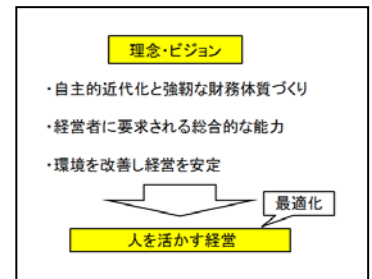 理念・ビジョン
・自主的近代化と強靭な財務体質づくり
・経営者に要求される総合的な能力
・環境を改善し経営を安定
最適化
人を活かす経営